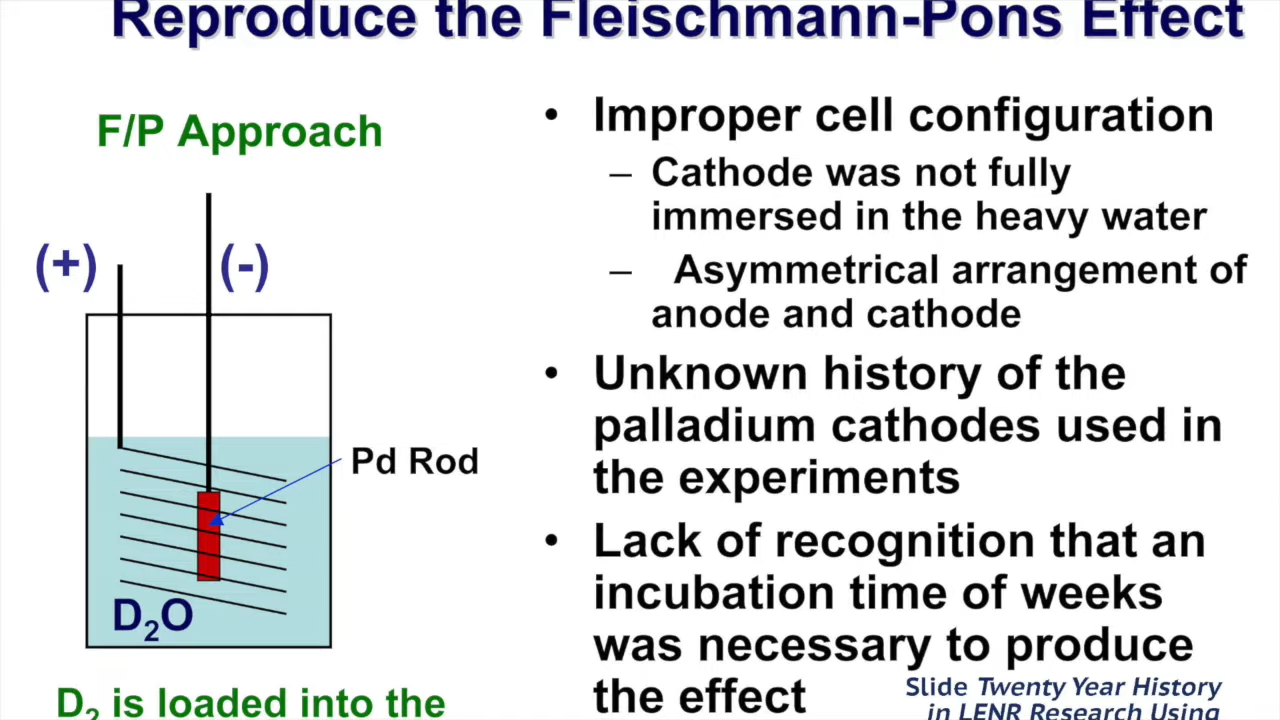 Reproduce the Fleischmann-Pons Effect
F/P Approach
(+)
(-)
Pd Rod
D₂O
D₂ is loaded into the
• Improper cell configuration
– Cathode was not fully
immersed in the heavy water
– Asymmetrical arrangement of
anode and cathode
• Unknown history of the
palladium cathodes used in
the experiments
• Lack of recognition that an
incubation time of weeks
was necessary to produce
the effect
Slide Twenty Year History
in LENR Research Using